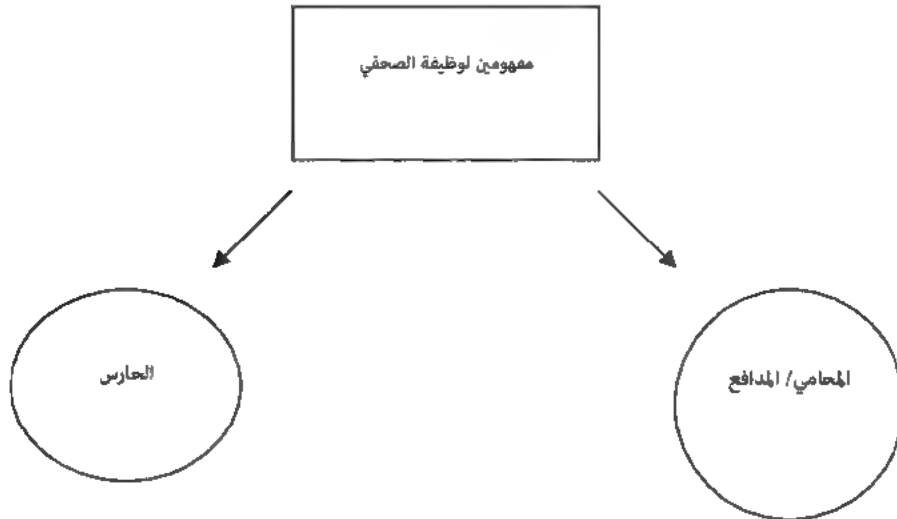 مفهومين لوظيفة الصحفي
المحامي/ المدافع
الحارس